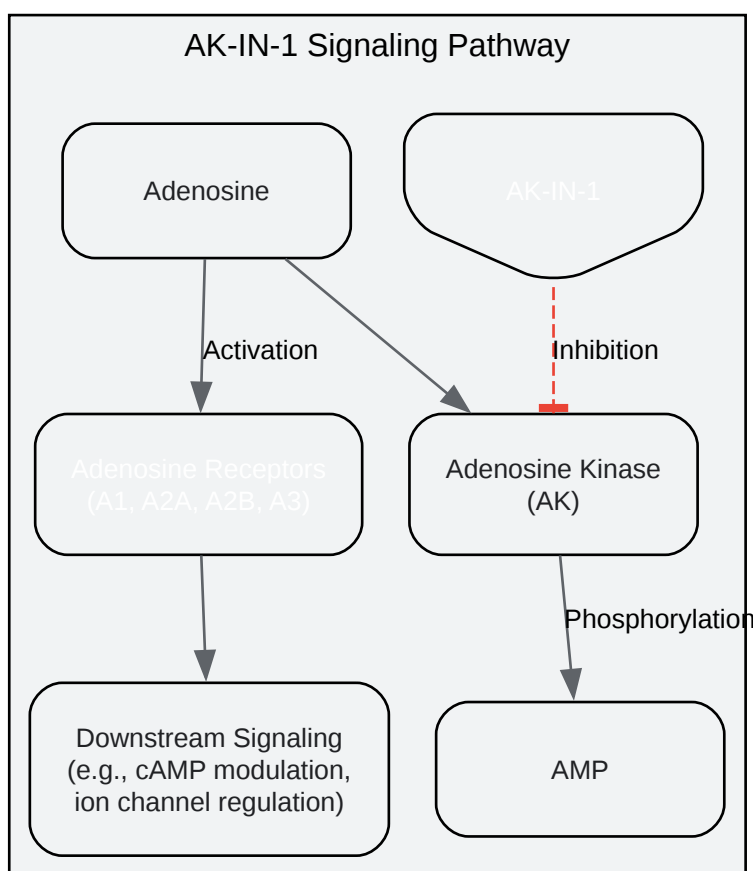 AK-IN-1 Signaling Pathway
Adenosine
AK-IN-1
Activation
Inhibition
Adenosine Receptors
(A1, A2A, A2B, A3)
Adenosine Kinase
(AK)
Phosphorylation
Downstream Signaling
(e.g., cAMP modulation,
ion channel regulation)
AMP